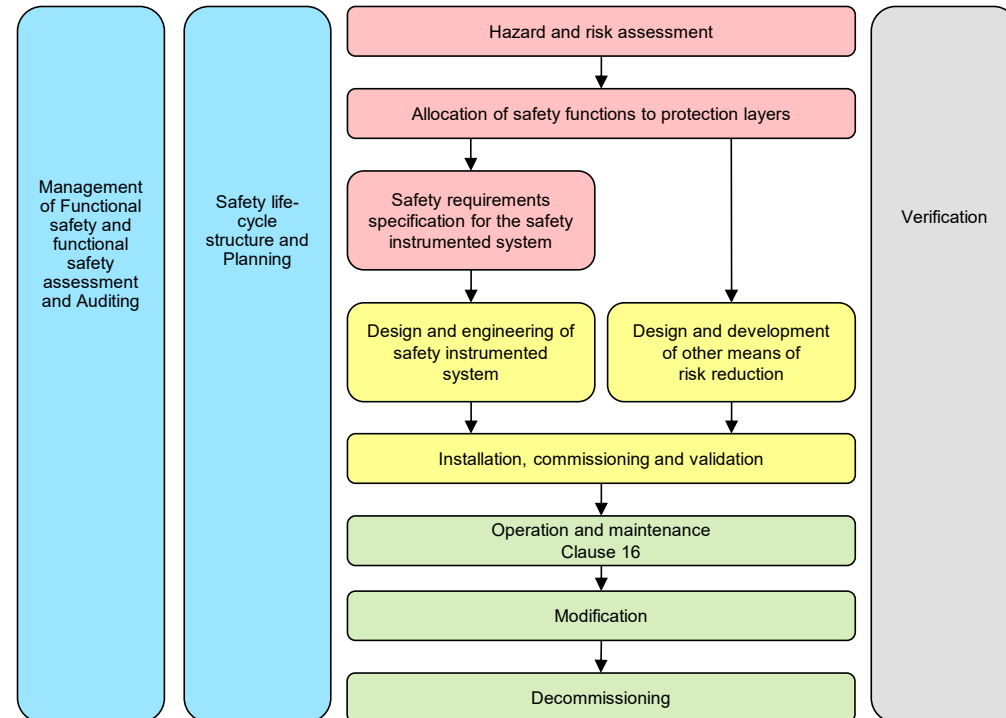 Hazard and risk assessment
Allocation of safety functions to protection layers
Management
of Functional
safety and
functional
safety
assessment
and Auditing
Safety life-
cycle
structure and
Planning
Safety requirements
specification for the safety
instrumented system
Verification
Design and engineering of
safety instrumented
system
Design and development
of other means of
risk reduction
Installation, commissioning and validation
Operation and maintenance
Clause 16
Modification
Decommissioning